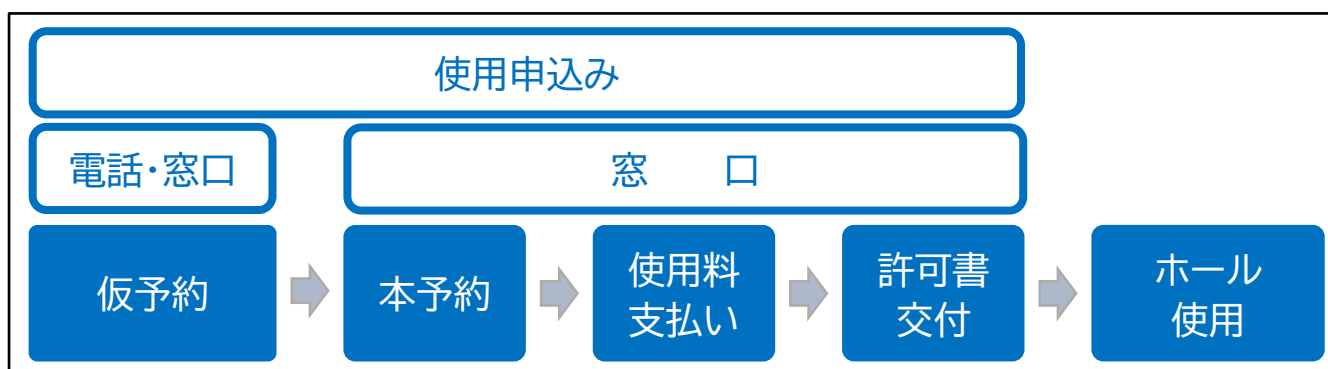 使用申込み
電話・窓口
窓　　口
仮予約
本予約
使用料
支払い
許可書
交付
ホール
使用